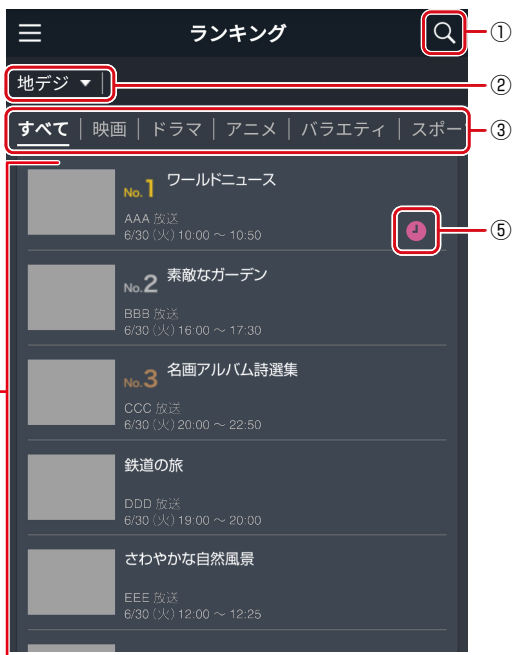 ランキング
①
地デジ ▼
②
すべて | 映画 | ドラマ | アニメ | バラエティ | スポー
③
No.1 ワールドニュース
AAA 放送
6/30(火)10:00 ~ 10:50
⑤
No.2 素敵なガーデン
BBB 放送
6/30(火)16:00 ~ 17:30
No.3 名画アルバム詩選集
CCC 放送
6/30(火)20:00 ~ 22:50
鉄道の旅
DDD 放送
6/30(火)19:00 ~ 20:00
さわやかな自然風景
EEE 放送
6/30(火)12:00 ~ 12:25